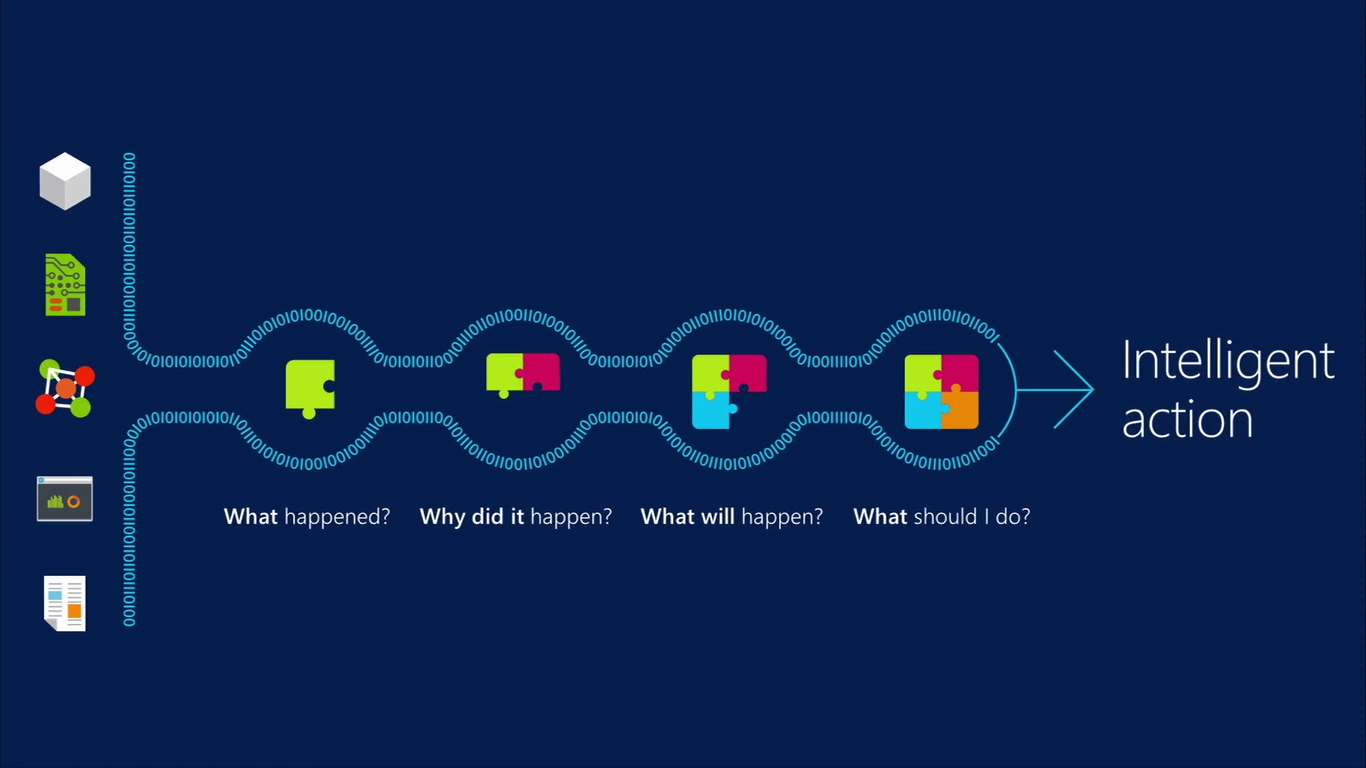 What happened?
Why did it happen?
What will happen?
What should I do?
Intelligent
action